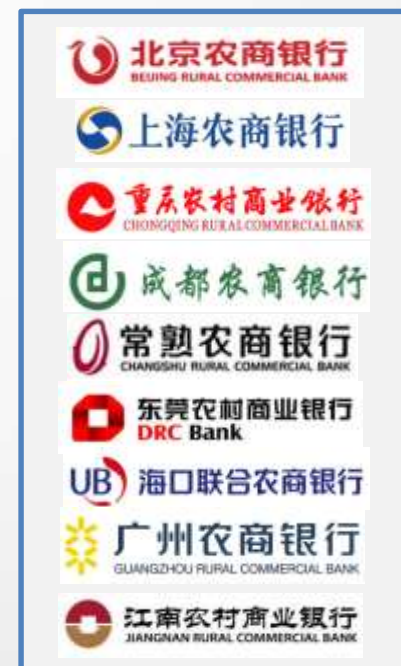 北京农商银行
BEIJING RURAL COMMERCIAL BANK
上海农商银行
重庆农村商业银行
CHONGQING RURAL COMMERCIAL BANK
成都农商银行
常熟农商银行
CHANGSHU RURAL COMMERCIAL BANK
东莞农村商业银行
DRC Bank
UB 海口联合农商银行
广州农商银行
GUANGZHOU RURAL COMMERCIAL BANK
江南农村商业银行
JIANGNAN RURAL COMMERCIAL BANK